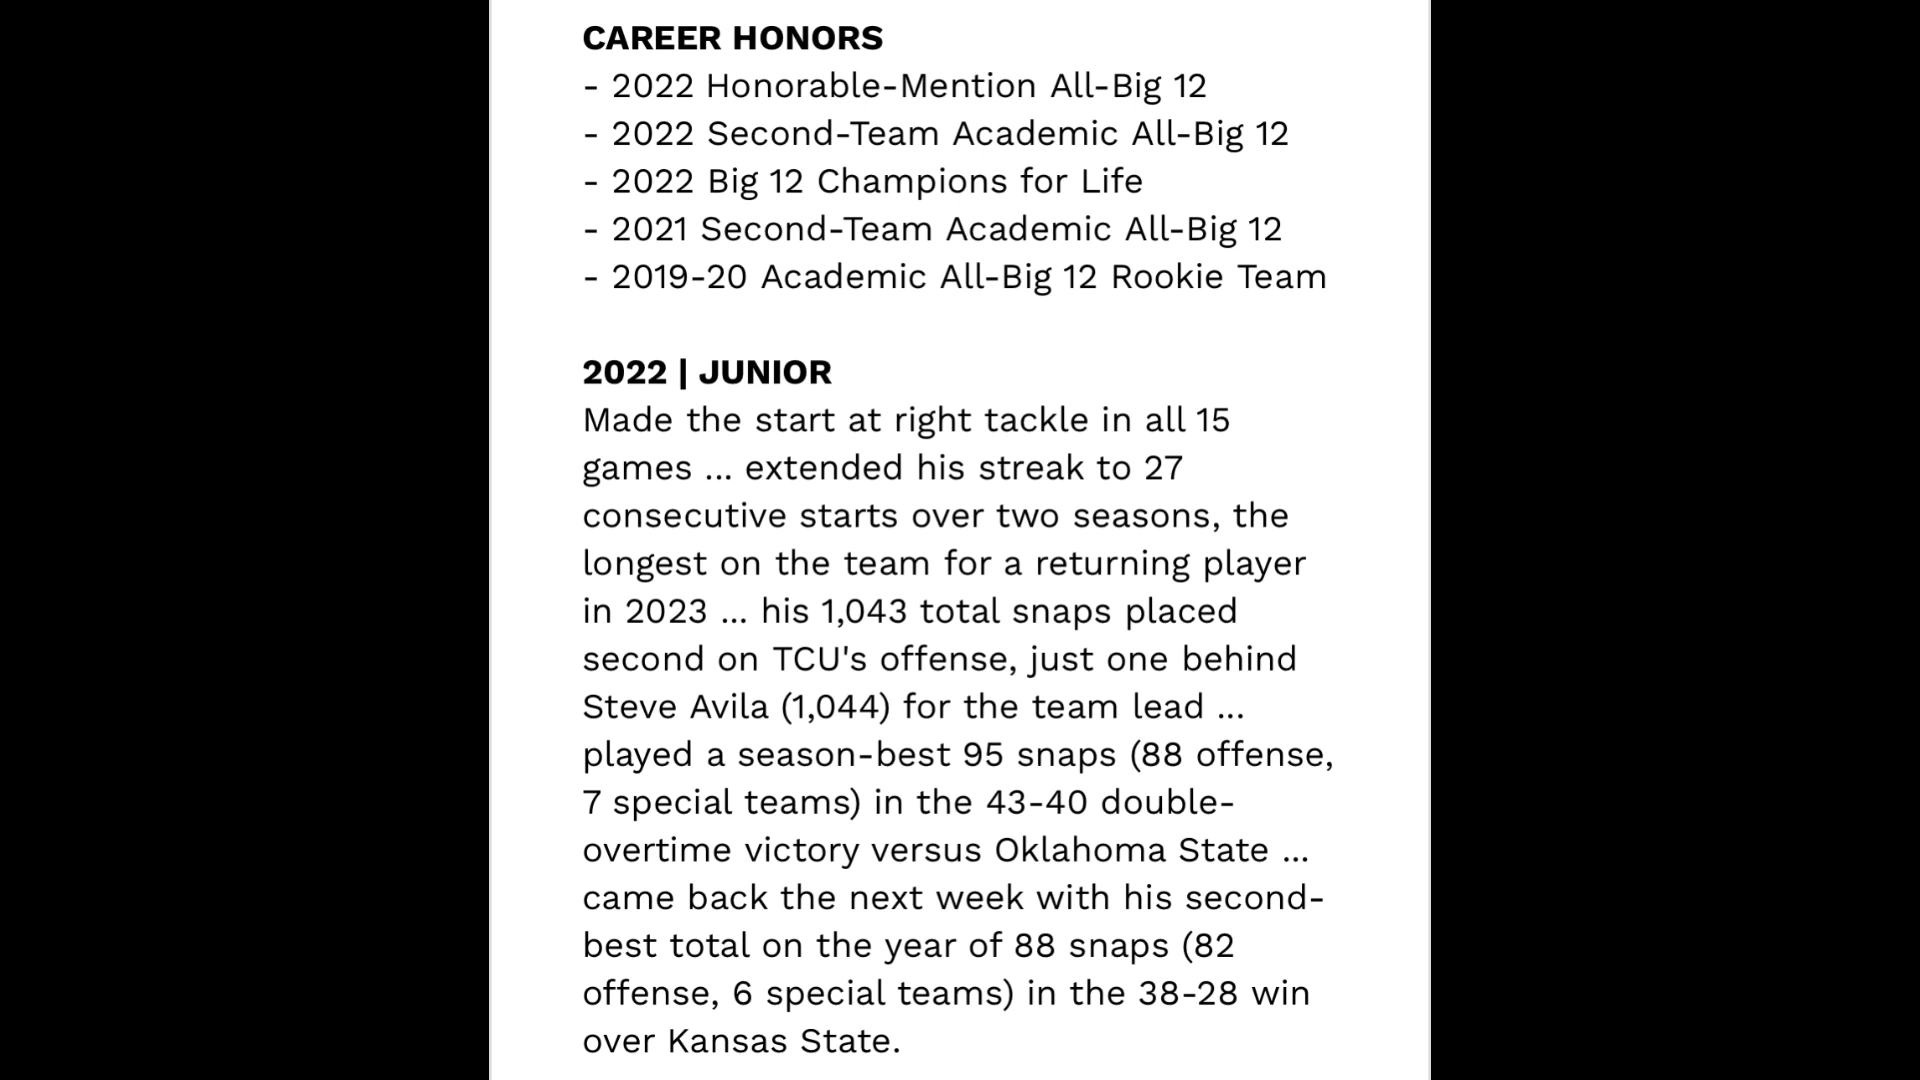 CAREER HONORS
- 2022 Honorable-Mention All-Big 12
- 2022 Second-Team Academic All-Big 12
- 2022 Big 12 Champions for Life
- 2021 Second-Team Academic All-Big 12
- 2019-20 Academic All-Big 12 Rookie Team
2022 | JUNIOR
Made the start at right tackle in all 15
games ... extended his streak to 27
consecutive starts over two seasons, the
longest on the team for a returning player
in 2023 ... his 1,043 total snaps placed
second on TCU's offense, just one behind
Steve Avila (1,044) for the team lead ...
played a season-best 95 snaps (88 offense,
7 special teams) in the 43-40 double-
overtime victory versus Oklahoma State ...
came back the next week with his second-
best total on the year of 88 snaps (82
offense, 6 special teams) in the 38-28 win
over Kansas State.